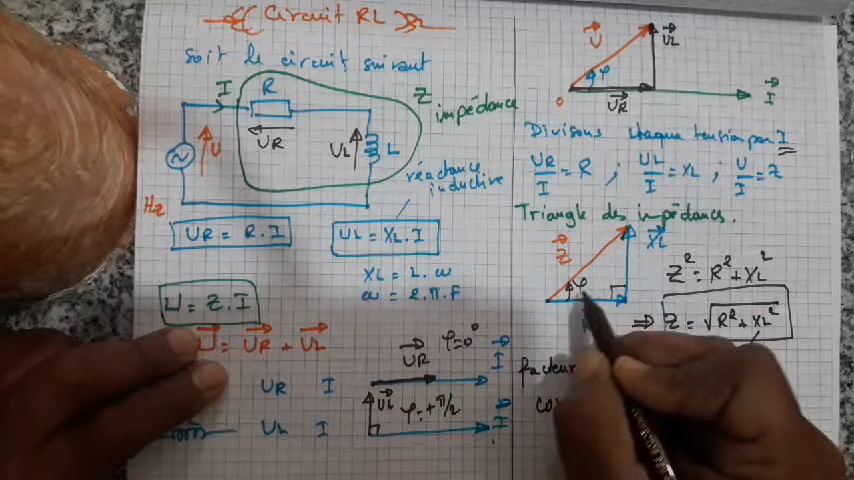 Circuit RL
soit le circuit suivant
I
R
Z
impédance
UR
U
UL
L
Hz
réactance
inductive
UR = R.I
UL = XL.I
XL = L.ω
ω = 2.π.F
U = Z.I
U = UR + UL
UR I
UR φ=0° I
UL I
UL φ=+π/2 I
U
UL
φ
O
UR
I
Divisons chaque tension par I
UR/I = R ; UL/I = XL ; U/I = Z
Triangle des impédances.
Z
XL
φ
Z² = R² + XL²
⇒ Z = √R² + XL²
facteur